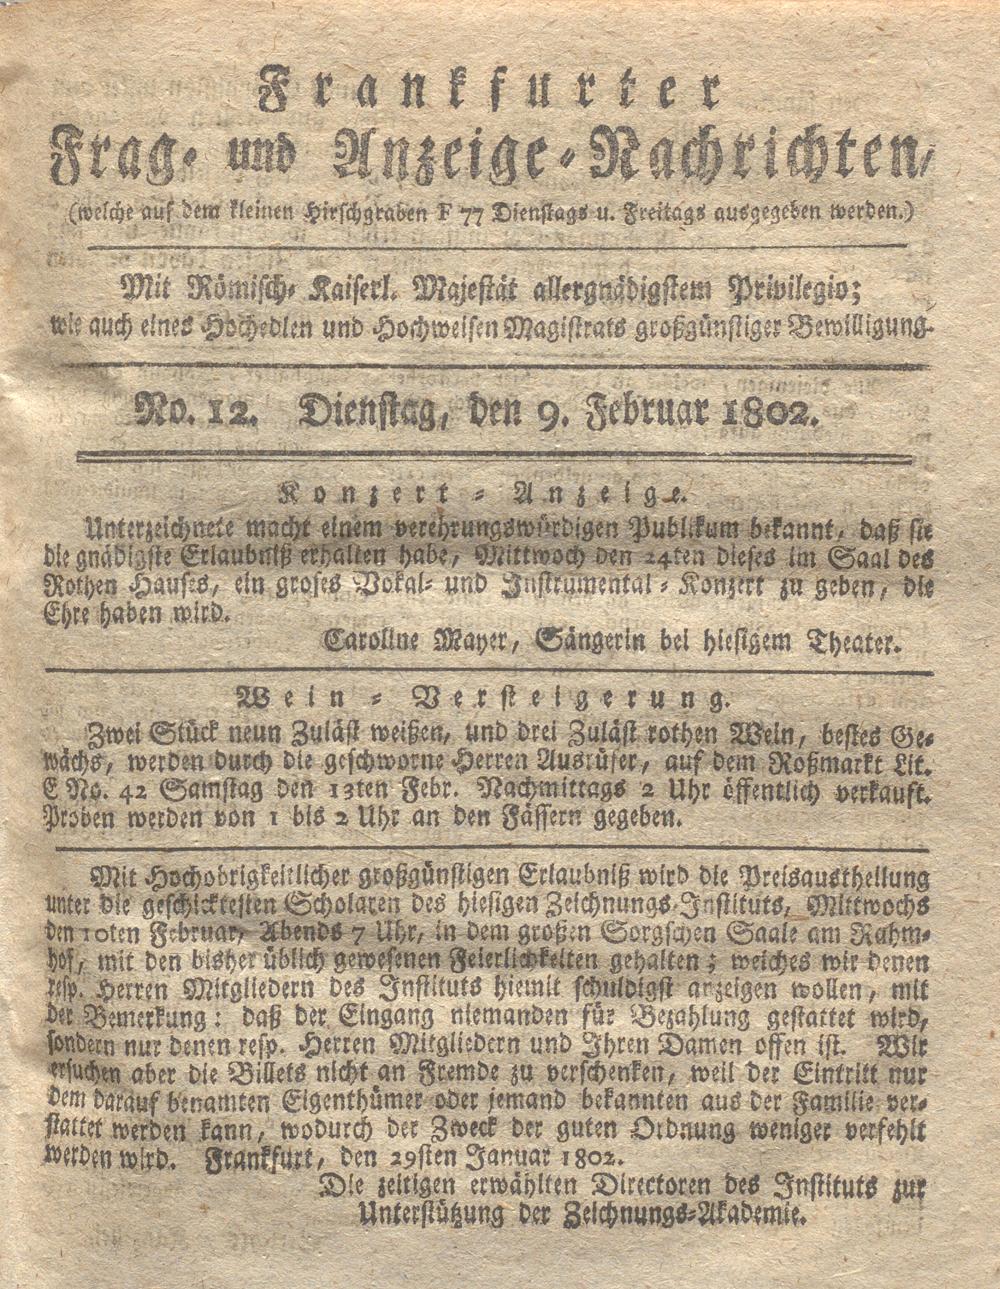 Frankfurter
Frag- und Anzeige-Nachrichten,
(welche auf dem kleinen Hirschgraben F 77 Dienstags u. Freitags ausgegeben werden.)
Mit Römisch- Kaiserl. Majestät allergnädigstem Privilegio;
wie auch eines Hochedlen und Hochweisen Magistrats großgünstiger Bewilligung.
No. 12. Dienstag, den 9. Februar 1802.
Konzert - Anzeige.
Unterzeichnete macht einem verehrungswürdigen Publikum bekannt, daß sie
die gnädigste Erlaubniß erhalten habe, Mittwoch den 24ten dieses im Saal des
Rothen Hauses, ein groses Vokal- und Instrumental - Konzert zu geben, die
Ehre haben wird.
Caroline Mayer, Sängerin bei hiesigem Theater.
Wein - Versteigerung.
Zwei Stück neun Zuläst weißen, und drei Zuläst rothen Wein, bestes Ge-
wächs, werden durch die geschworne Herren Ausrüfer, auf dem Roßmarkt Lit.
E No. 42 Samstag den 13ten Febr. Nachmittags 2 Uhr öffentlich verkauft.
Proben werden von 1 bis 2 Uhr an den Fässern gegeben.
Mit Hochobrigkeitlicher großgünstigen Erlaubniß wird die Preisaustheilung
unter die geschicktesten Scholaren des hiesigen Zeichnungs-Instituts, Mittwochs
den 10ten Februar, Abends 7 Uhr, in dem großen Sorgschen Saale am Rahm-
hof, mit den bisher üblich gewesenen Feierlichkeiten gehalten; welches wir denen
resp. Herren Mitgliedern des Instituts hiemit schuldigst anzeigen wollen, mit
der Bemerkung: daß der Eingang niemanden für Bezahlung gestattet wird,
sondern nur denen resp. Herren Mitgliedern und Ihren Damen offen ist. Wir
ersuchen aber die Billets nicht an Fremde zu verschenken, weil der Eintritt nur
dem darauf benamten Eigenthümer oder jemand bekannten aus der Familie ver-
stattet werden kann, wodurch der Zweck der guten Ordnung weniger verfehlt
werden wird. Frankfurt, den 29sten Januar 1802.
Die zeitigen erwählten Directoren des Instituts zur
Unterstützung der Zeichnungs-Akademie.